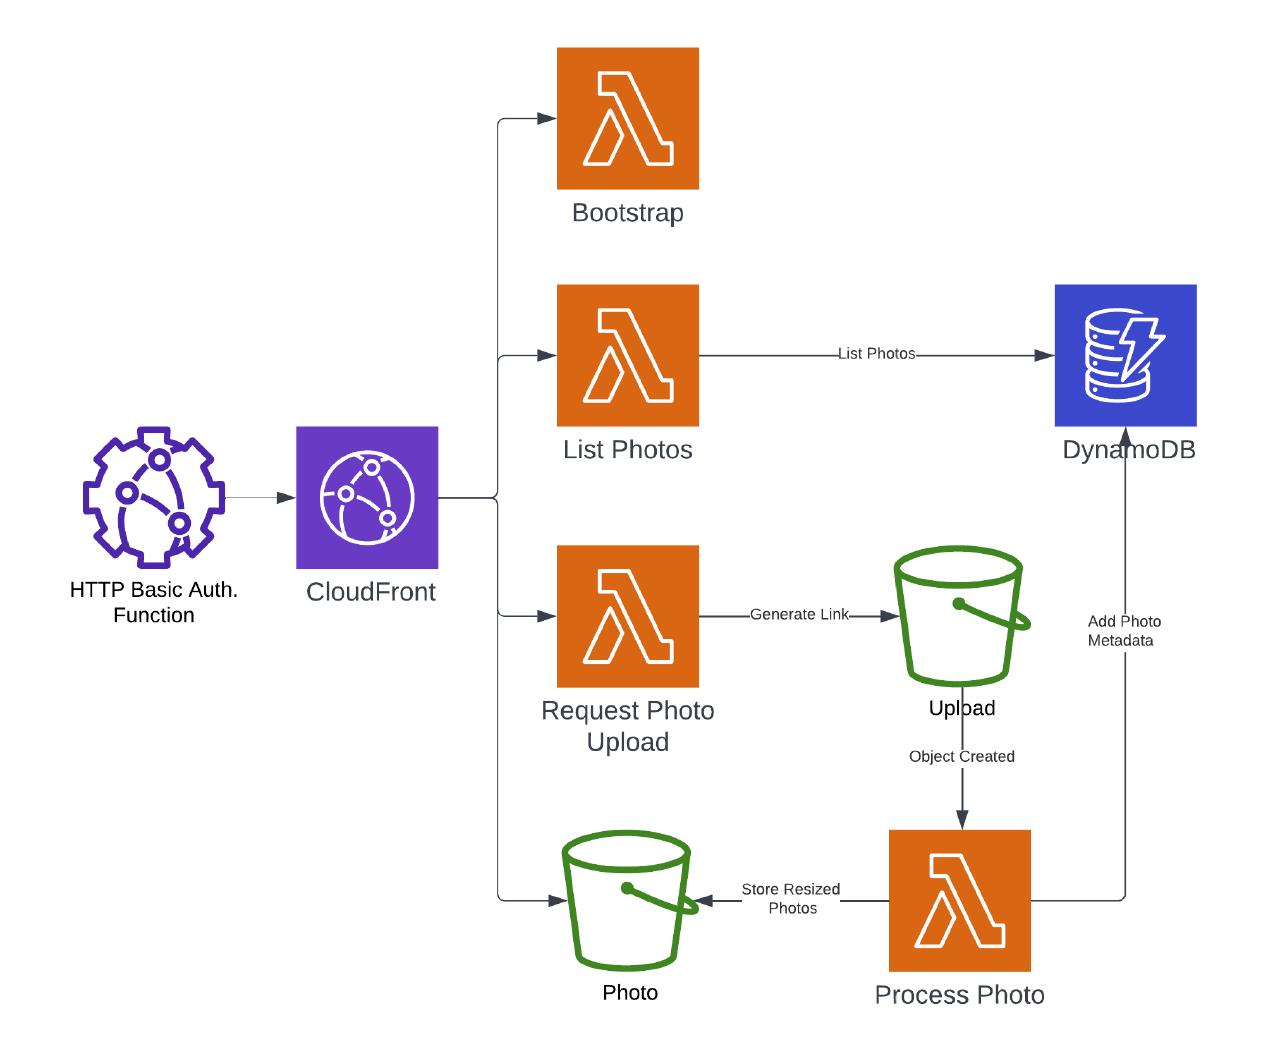 Bootstrap
List Photos
DynamoDB
List Photos
HTTP Basic Auth.
Function
CloudFront
Generate Link
Add Photo
Metadata
Request Photo
Upload
Upload
Object Created
Store Resized
Photos
Photo
Process Photo